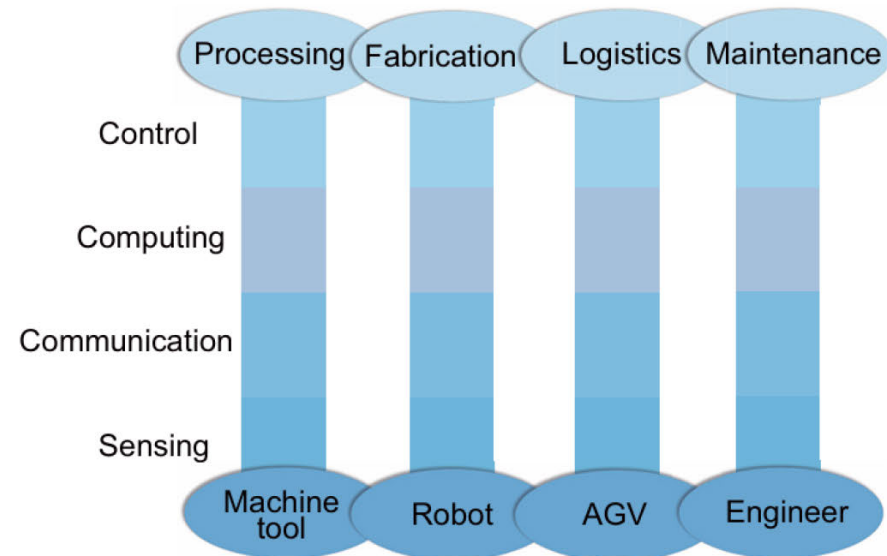 Processing Fabrication Logistics Maintenance
Control
Computing
Communication
Sensing
Machine
tool
Robot
AGV
Engineer